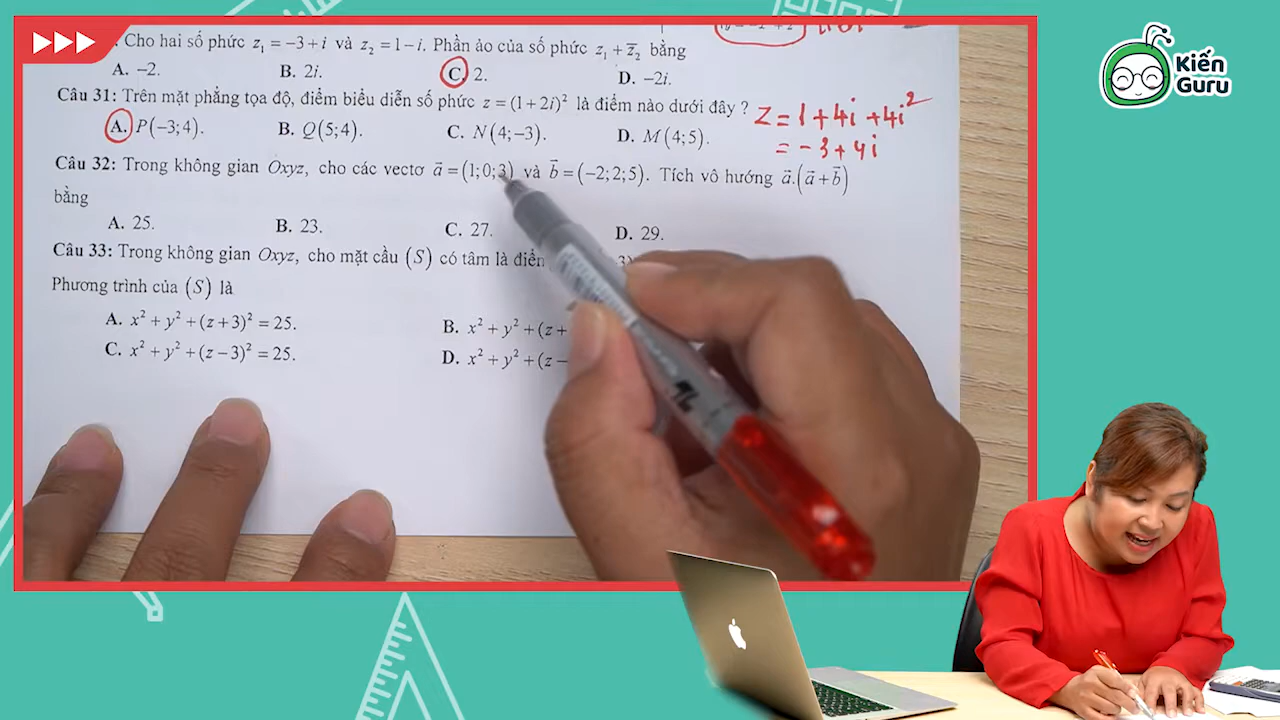 Cho hai số phức z₁ = −3 + i và z₂ = 1 − i. Phần ảo của số phức z₁ + z̄₂ bằng
A. −2. B. 2i. C. 2. D. −2i.
Câu 31: Trên mặt phẳng tọa độ, điểm biểu diễn số phức z = (1 + 2i)² là điểm nào dưới đây ?
z = 1 + 4i + 4i²
A. P(−3; 4). B. Q(5; 4). C. N(4; −3). D. M(4; 5).
= −3 + 4i
Câu 32: Trong không gian Oxyz, cho các vectơ a⃗ = (1; 0; 3) và b⃗ = (−2; 2; 5). Tích vô hướng a⃗.(a⃗ + b⃗)
bằng
A. 25. B. 23. C. 27. D. 29.
Câu 33: Trong không gian Oxyz, cho mặt cầu (S) có tâm là
Phương trình của (S) là
A. x² + y² + (z + 3)² = 25. B. x² + y² + (z +
C. x² + y² + (z − 3)² = 25. D. x² + y² + (z −
Kiến
Guru